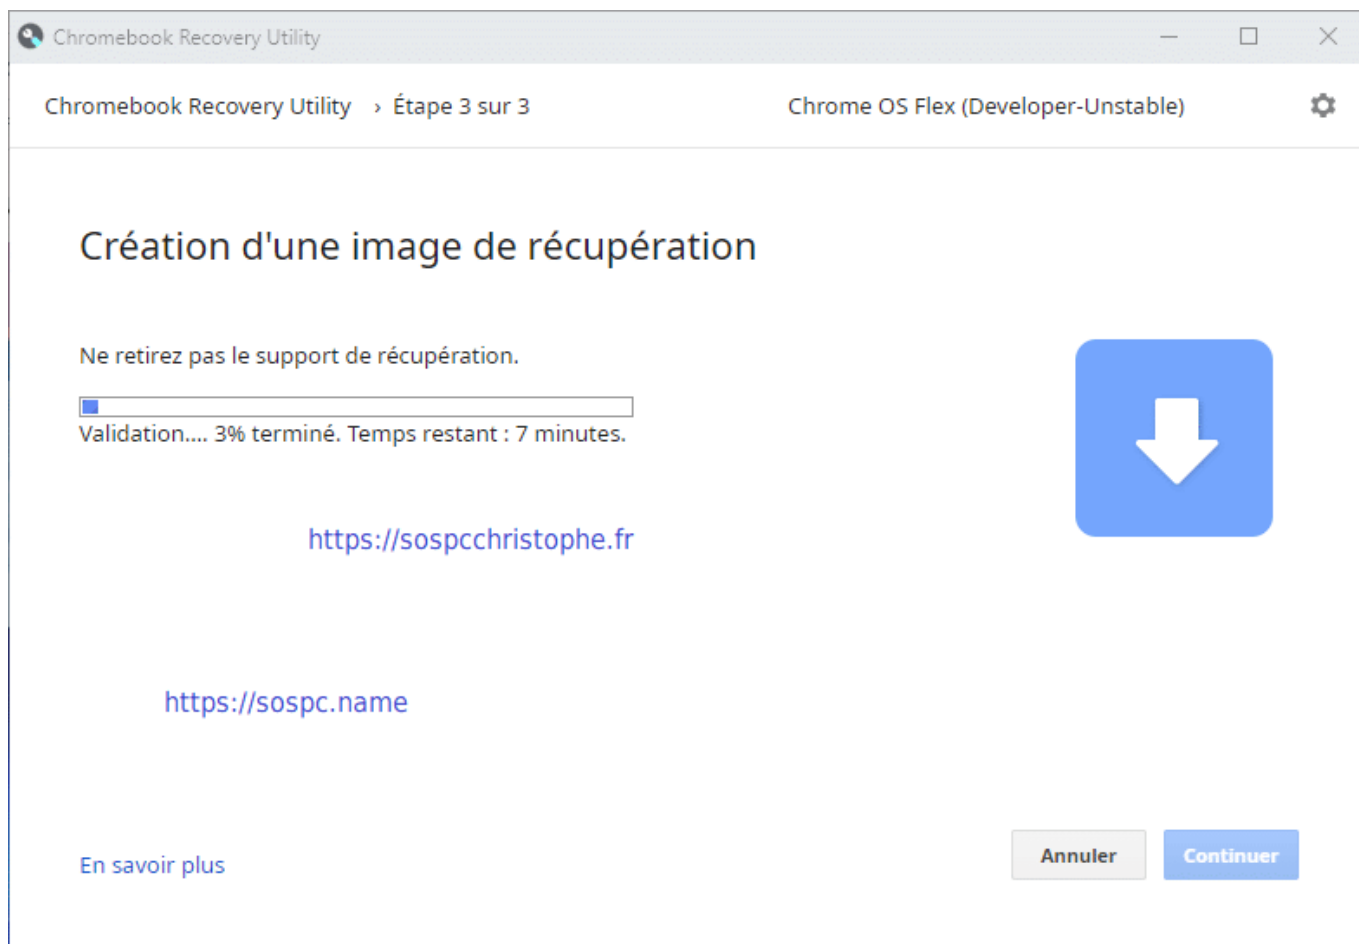 Chromebook Recovery Utility
Chromebook Recovery Utility › Étape 3 sur 3 Chrome OS Flex (Developer-Unstable)
Création d'une image de récupération
Ne retirez pas le support de récupération.
Validation.... 3% terminé. Temps restant : 7 minutes.
https://sospcchristophe.fr
https://sospc.name
En savoir plus Annuler Continuer